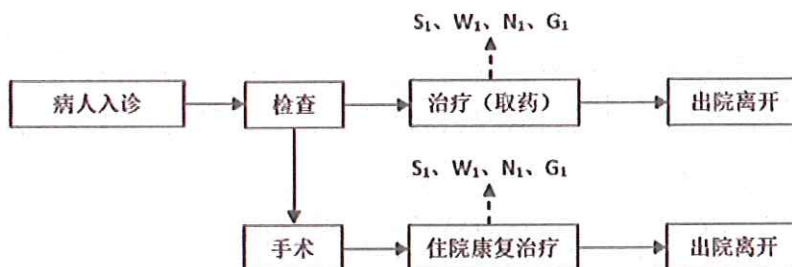 S₁、W₁、N₁、G₁
病人入诊
检查
治疗（取药）
出院离开
S₁、W₁、N₁、G₁
手术
住院康复治疗
出院离开